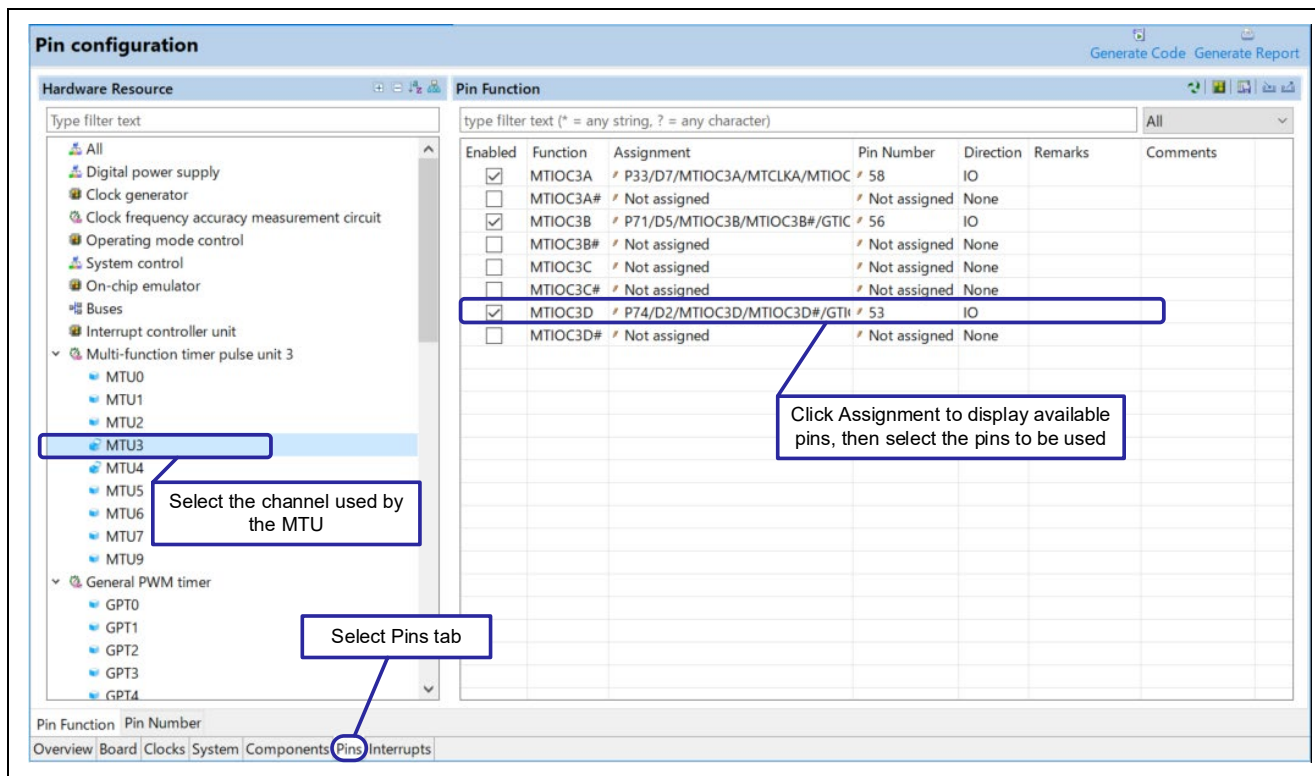 Pin configuration
Generate Code Generate Report
Hardware Resource
Pin Function
Type filter text
type filter text (* = any string, ? = any character)
All
All
Digital power supply
Clock generator
Clock frequency accuracy measurement circuit
Operating mode control
System control
On-chip emulator
Buses
Interrupt controller unit
Multi-function timer pulse unit 3
MTU0
MTU1
MTU2
MTU3
MTU4
MTU5
MTU6
MTU7
MTU9
General PWM timer
GPT0
GPT1
GPT2
GPT3
GPT4
Enabled Function Assignment Pin Number Direction Remarks Comments
MTIOC3A P33/D7/MTIOC3A/MTCLKA/MTIOC 58 IO
MTIOC3A# Not assigned Not assigned None
MTIOC3B P71/D5/MTIOC3B/MTIOC3B#/GTIC 56 IO
MTIOC3B# Not assigned Not assigned None
MTIOC3C Not assigned Not assigned None
MTIOC3C# Not assigned Not assigned None
MTIOC3D P74/D2/MTIOC3D/MTIOC3D#/GTI 53 IO
MTIOC3D# Not assigned Not assigned None
Click Assignment to display available
pins, then select the pins to be used
Select the channel used by
the MTU
Select Pins tab
Pin Function Pin Number
Overview Board Clocks System Components Pins Interrupts